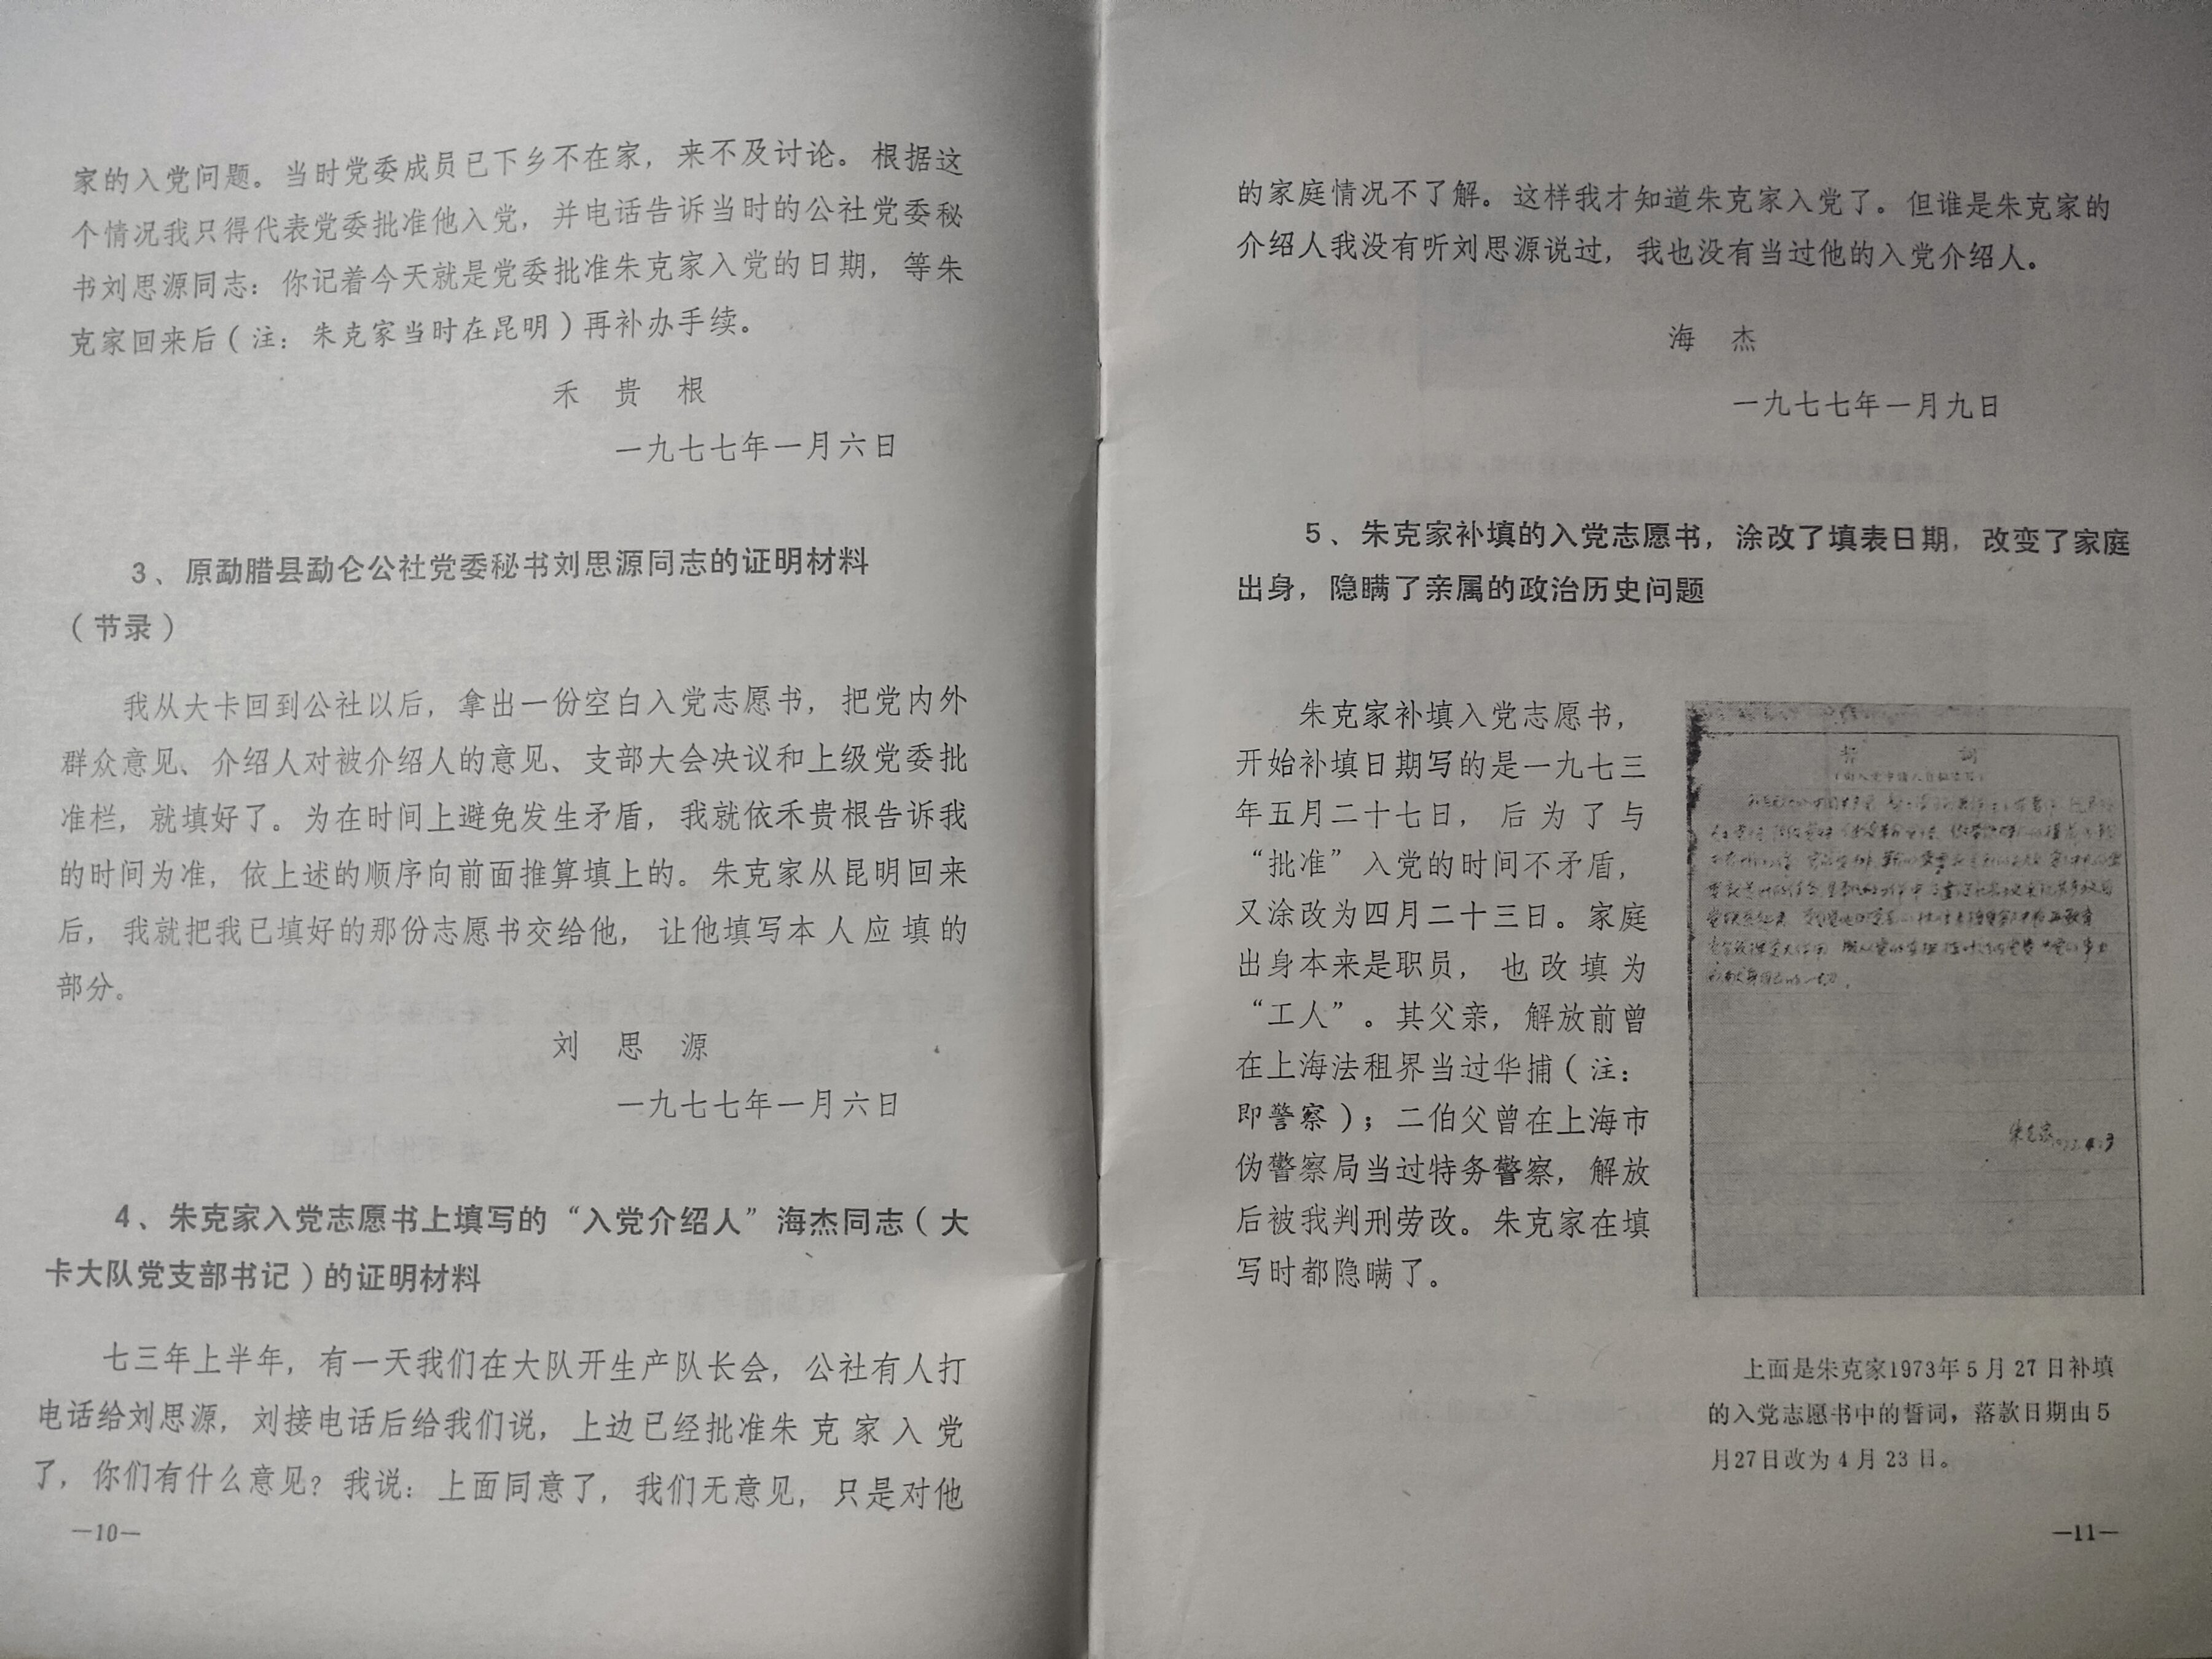 家的入党问题。当时党委成员已下乡不在家，来不及讨论。根据这
个情况我只得代表党委批准他入党，并电话告诉当时的公社党委秘
书刘思源同志：你记着今天就是党委批准朱克家入党的日期，等朱
克家回来后（注：朱克家当时在昆明）再补办手续。
禾 贵 根
一九七七年一月六日
3、原勐腊县勐仑公社党委秘书刘思源同志的证明材料
（节录）
我从大卡回到公社以后，拿出一份空白入党志愿书，把党内外
群众意见、介绍人对被介绍人的意见、支部大会决议和上级党委批
准栏，就填好了。为在时间上避免发生矛盾，我就依禾贵根告诉我
的时间为准，依上述的顺序向前面推算填上的。朱克家从昆明回来
后，我就把我已填好的那份志愿书交给他，让他填写本人应填的
部分。
刘 思 源
一九七七年一月六日
4、朱克家入党志愿书上填写的“入党介绍人”海杰同志（大
卡大队党支部书记）的证明材料
七三年上半年，有一天我们在大队开生产队长会，公社有人打
电话给刘思源，刘接电话后给我们说，上边已经批准朱克家入党
了，你们有什么意见？我说：上面同意了，我们无意见，只是对他
—10—
的家庭情况不了解。这样我才知道朱克家入党了。但谁是朱克家的
介绍人我没有听刘思源说过，我也没有当过他的入党介绍人。
海 杰
一九七七年一月九日
5、朱克家补填的入党志愿书，涂改了填表日期，改变了家庭
出身，隐瞒了亲属的政治历史问题
朱克家补填入党志愿书，
开始补填日期写的是一九七三
年五月二十七日，后为了与
“批准”入党的时间不矛盾，
又涂改为四月二十三日。家庭
出身本来是职员，也改填为
“工人”。其父亲，解放前曾
在上海法租界当过华捕（注：
即警察）；二伯父曾在上海市
伪警察局当过特务警察，解放
后被我判刑劳改。朱克家在填
写时都隐瞒了。
誓 词
朱克家
上面是朱克家1973年5月27日补填
的入党志愿书中的誓词，落款日期由5
月27日改为4月23日。
—11—